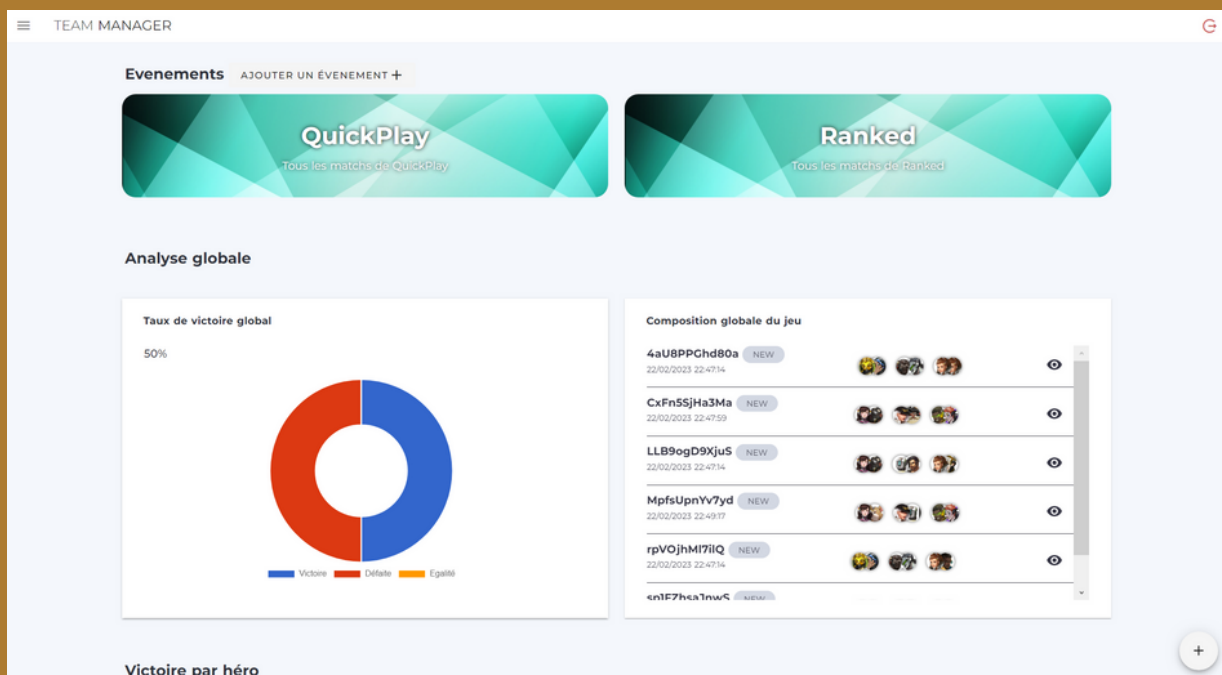 TEAM MANAGER
Evenements AJOUTER UN ÉVENEMENT +
QuickPlay
Tous les matchs de QuickPlay
Ranked
Tous les matchs de Ranked
Analyse globale
Taux de victoire global
50%
Victoire Défaite Egalité
Composition globale du jeu
4aU8PPGhd80a NEW
22/02/2023 22:47:14
CxFn5SjHa3Ma NEW
22/02/2023 22:47:59
LLB9ogD9XjuS NEW
22/02/2023 22:47:14
MpfsUpnYv7yd NEW
22/02/2023 22:49:17
rpVOjhMl7ilQ NEW
22/02/2023 22:47:14
NEW
Victoire par héro